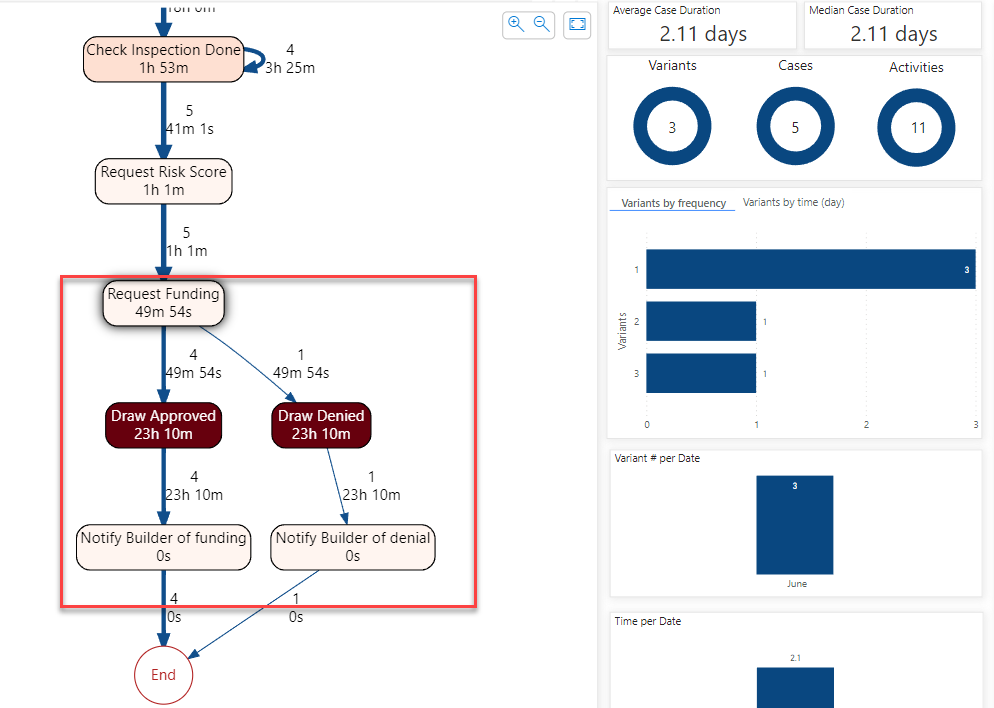 Check Inspection Done
1h 53m
4
3h 25m
5
41m 1s
Request Risk Score
1h 1m
5
1h 1m
Request Funding
49m 54s
4
49m 54s
1
49m 54s
Draw Approved
23h 10m
Draw Denied
23h 10m
4
23h 10m
1
23h 10m
Notify Builder of funding
0s
Notify Builder of denial
0s
4
0s
1
0s
End
Average Case Duration
2.11 days
Median Case Duration
2.11 days
Variants
3
Cases
5
Activities
11
Variants by frequency
Variants by time (day)
Variants
1
3
2
1
3
1
0
1
2
3
Variant # per Date
3
June
Time per Date
2.1